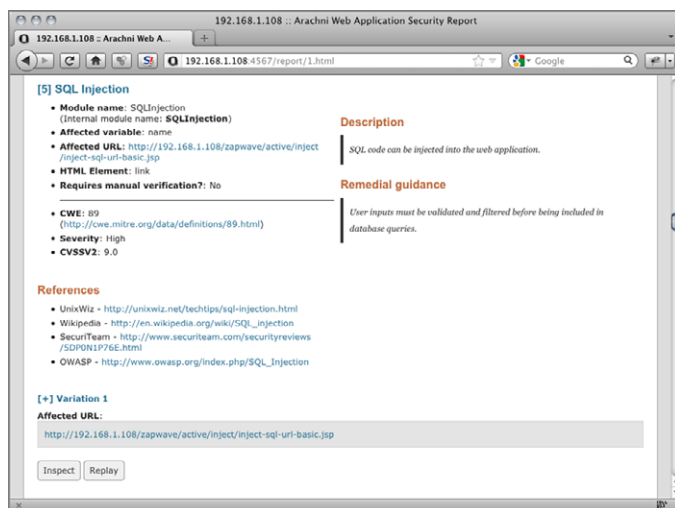 192.168.1.108 :: Arachni Web Application Security Report
192.168.1.108 :: Arachni Web A...
192.168.1.108:4567/report/1.html
Google
[5] SQL Injection
• Module name: SQLInjection
(Internal module name: SQLInjection)
• Affected variable: name
• Affected URL: http://192.168.1.108/zapwave/active/inject
/inject-sql-url-basic.jsp
• HTML Element: link
• Requires manual verification?: No
• CWE: 89
(http://cwe.mitre.org/data/definitions/89.html)
• Severity: High
• CVSSV2: 9.0
Description
SQL code can be injected into the web application.
Remedial guidance
User inputs must be validated and filtered before being included in
database queries.
References
• UnixWiz - http://unixwiz.net/techtips/sql-injection.html
• Wikipedia - http://en.wikipedia.org/wiki/SQL_injection
• SecuriTeam - http://www.securiteam.com/securityreviews
/5DP0N1P76E.html
• OWASP - http://www.owasp.org/index.php/SQL_Injection
[+] Variation 1
Affected URL:
http://192.168.1.108/zapwave/active/inject/inject-sql-url-basic.jsp
Inspect
Replay